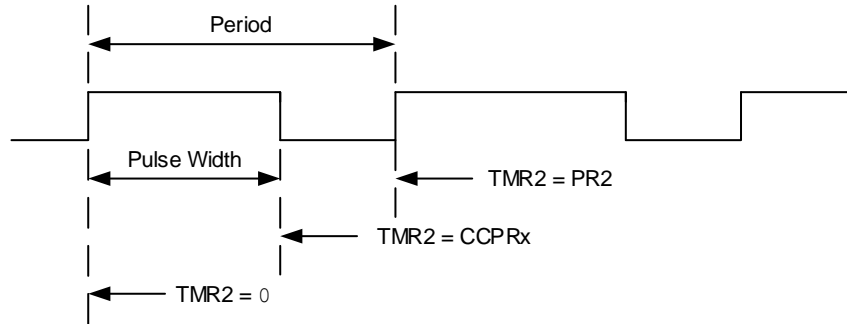 Period
Pulse Width
TMR2 = PR2
TMR2 = CCPRx
TMR2 = 0